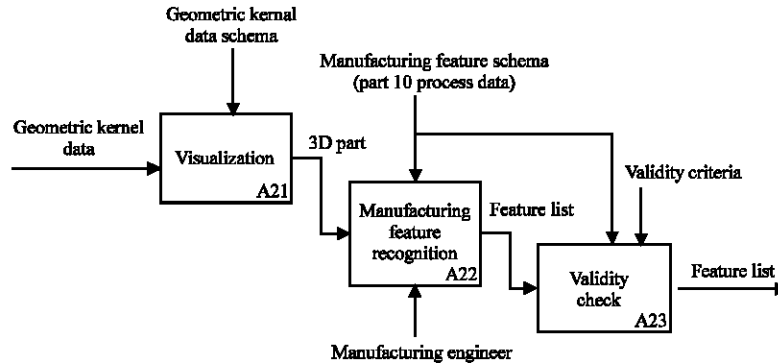 Geometric kernel
data schema
Manufacturing feature schema
(part 10 process data)
Geometric kernel
data
Visualization
A21
3D part
Validity criteria
Manufacturing
feature
recognition
A22
Feature list
Validity
check
A23
Feature list
Manufacturing engineer